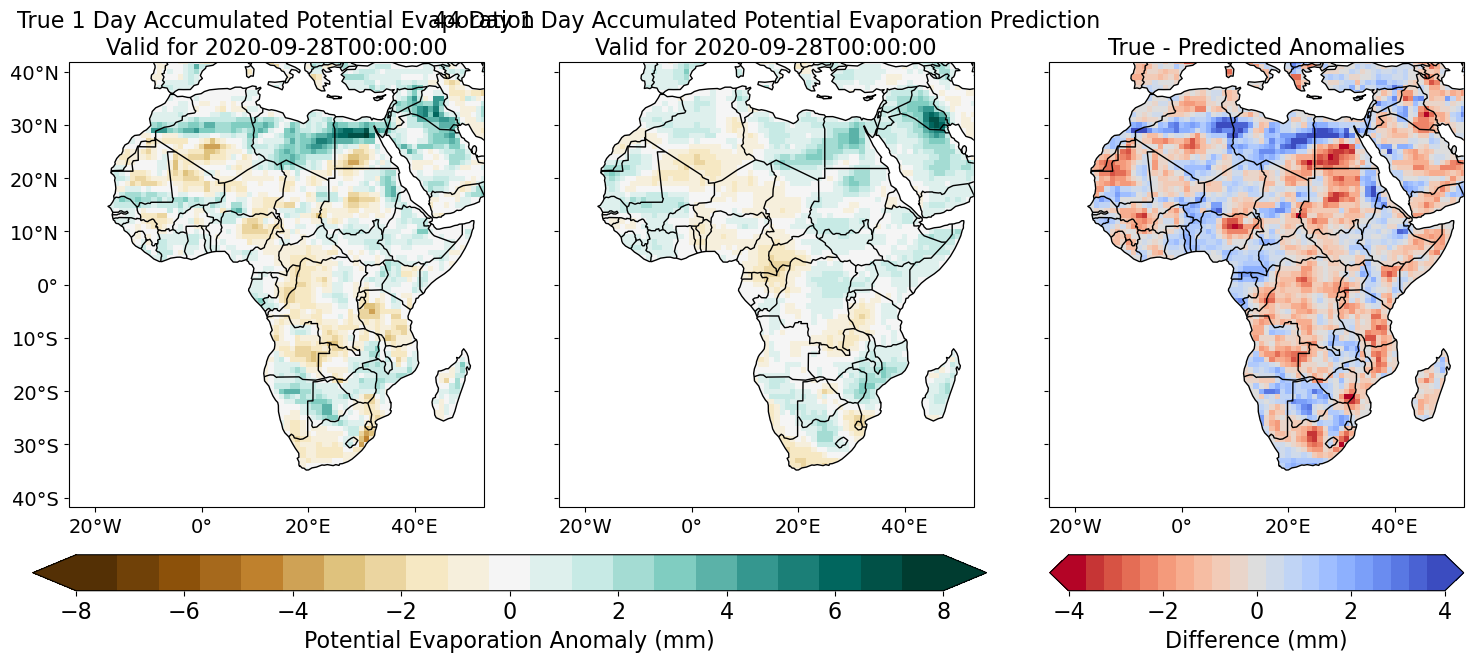 True 1 Day Accumulated Potential Evaporation
44 Day 1 Day Accumulated Potential Evaporation Prediction
Valid for 2020-09-28T00:00:00
Valid for 2020-09-28T00:00:00
True - Predicted Anomalies
40°N
30°N
20°N
10°N
0°
10°S
20°S
30°S
40°S
20°W 0° 20°E 40°E
20°W 0° 20°E 40°E
20°W 0° 20°E 40°E
−8 −6 −4 −2 0 2 4 6 8
Potential Evaporation Anomaly (mm)
−4 −2 0 2 4
Difference (mm)